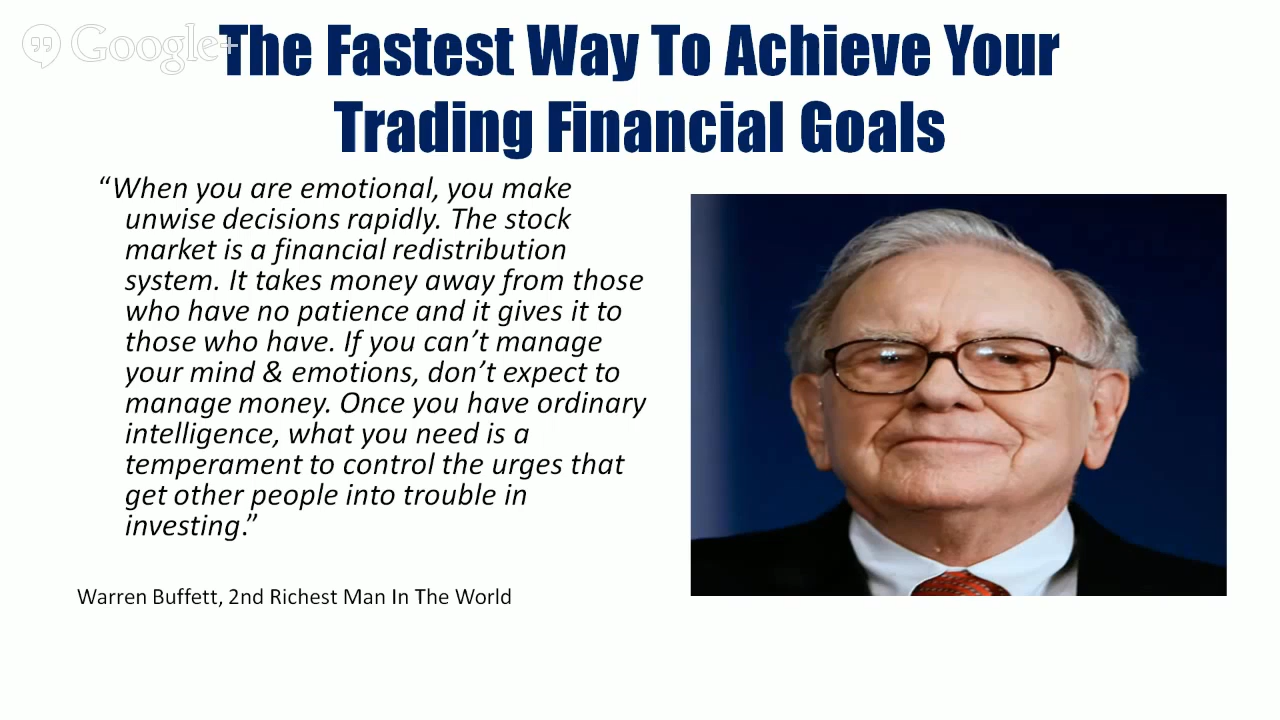 Google+
The Fastest Way To Achieve Your
Trading Financial Goals
“When you are emotional, you make
unwise decisions rapidly. The stock
market is a financial redistribution
system. It takes money away from those
who have no patience and it gives it to
those who have. If you can’t manage
your mind & emotions, don’t expect to
manage money. Once you have ordinary
intelligence, what you need is a
temperament to control the urges that
get other people into trouble in
investing.”
Warren Buffett, 2nd Richest Man In The World